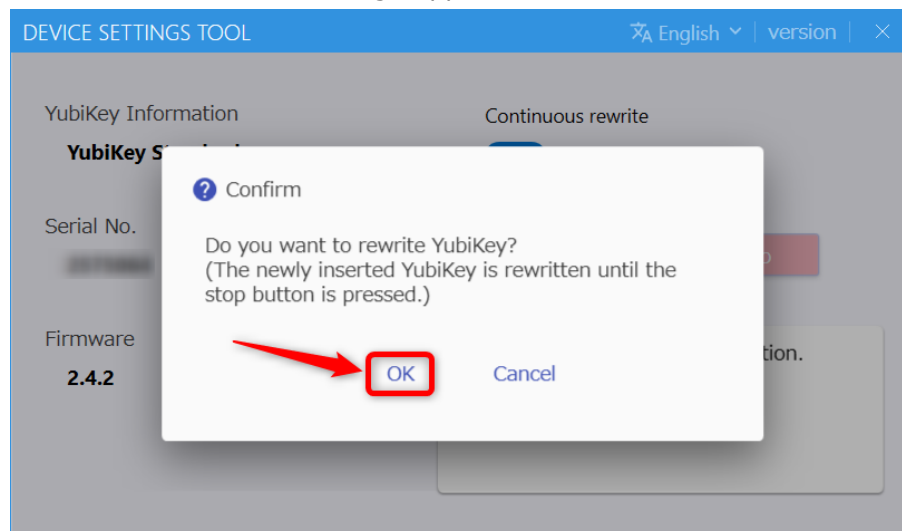 DEVICE SETTINGS TOOL
English
version
YubiKey Information
Continuous rewrite
YubiKey
Confirm
Serial No.
Do you want to rewrite YubiKey?
(The newly inserted YubiKey is rewritten until the
stop button is pressed.)
Firmware
2.4.2
OK
Cancel